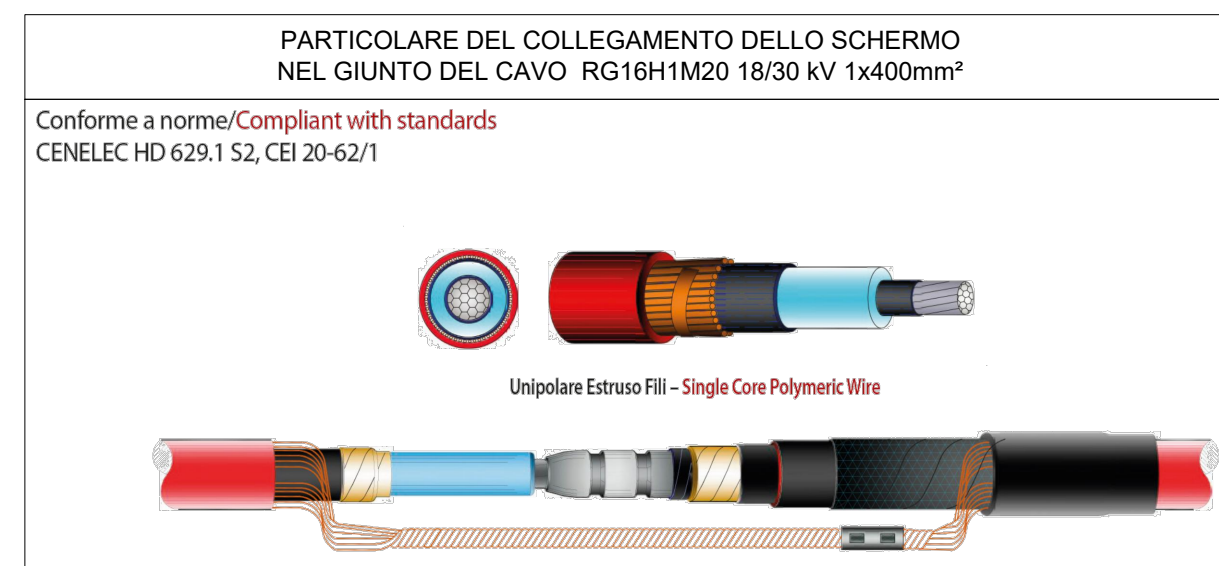 PARTICOLARE DEL COLLEGAMENTO DELLO SCHERMO
NEL GIUNTO DEL CAVO RG16H1M20 18/30 kV 1x400mm²
Conforme a norme/Compliant with standards
CENELEC HD 629.1 S2, CEI 20-62/1
Unipolare Estruso Fili – Single Core Polymeric Wire